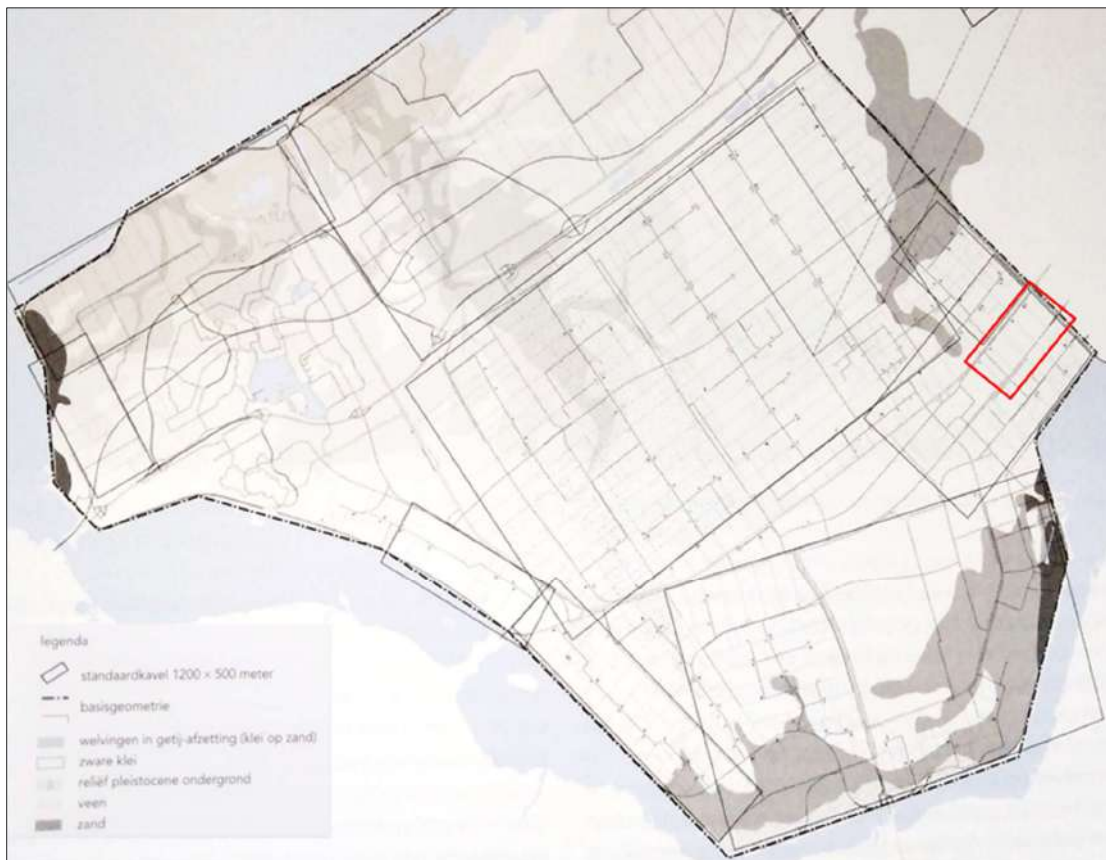 legenda
standaardkavel 1200 × 500 meter
basisgeometrie
welvingen in getij-afzetting (klei op zand)
zware klei
reliëf pleistocene ondergrond
veen
zand